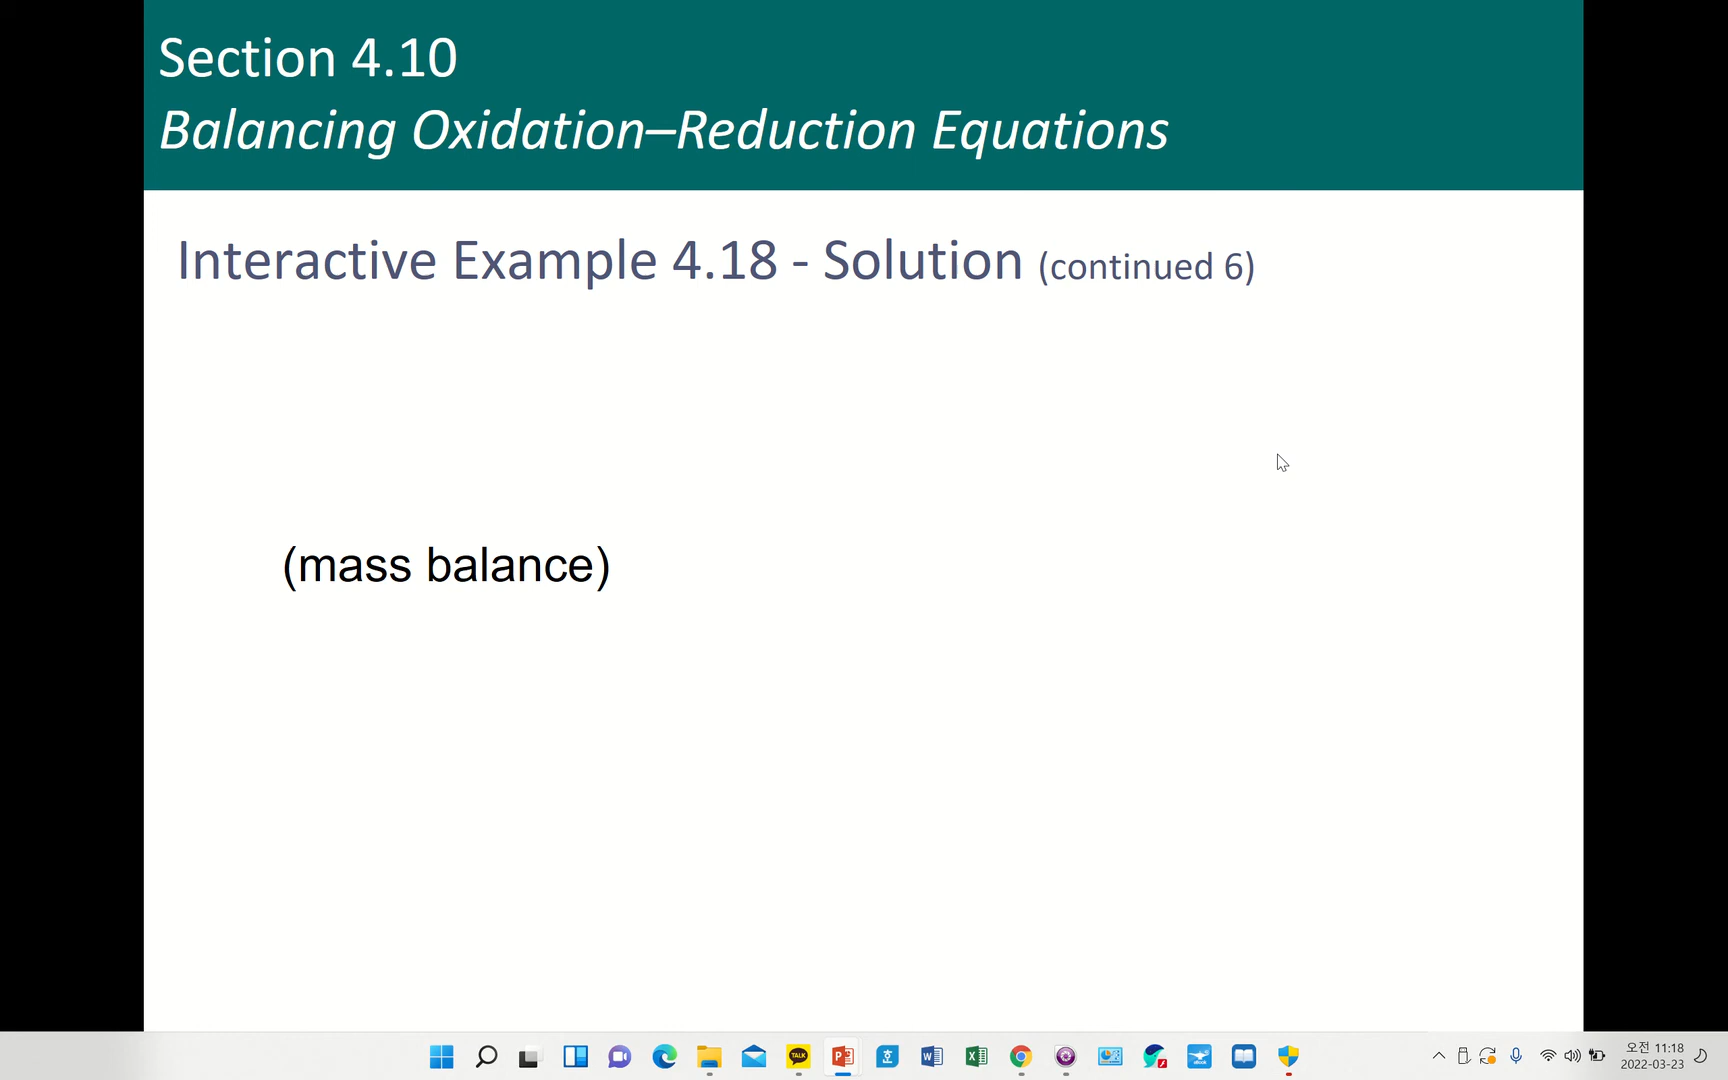 Section 4.10
Balancing Oxidation–Reduction Equations
Interactive Example 4.18 - Solution (continued 6)
(mass balance)
TALK
오전 11:18
2022-03-23